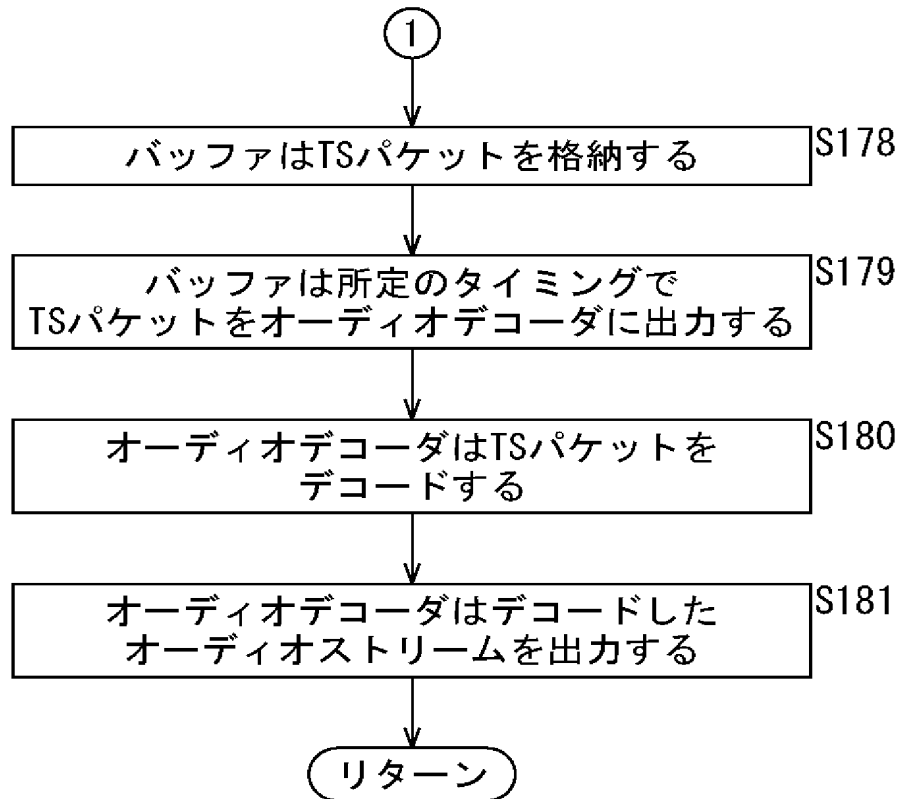 1
バッファはTSパケットを格納する
S178
バッファは所定のタイミングで
TSパケットをオーディオデコーダに出力する
S179
オーディオデコーダはTSパケットを
デコードする
S180
オーディオデコーダはデコードした
オーディオストリームを出力する
S181
リターン